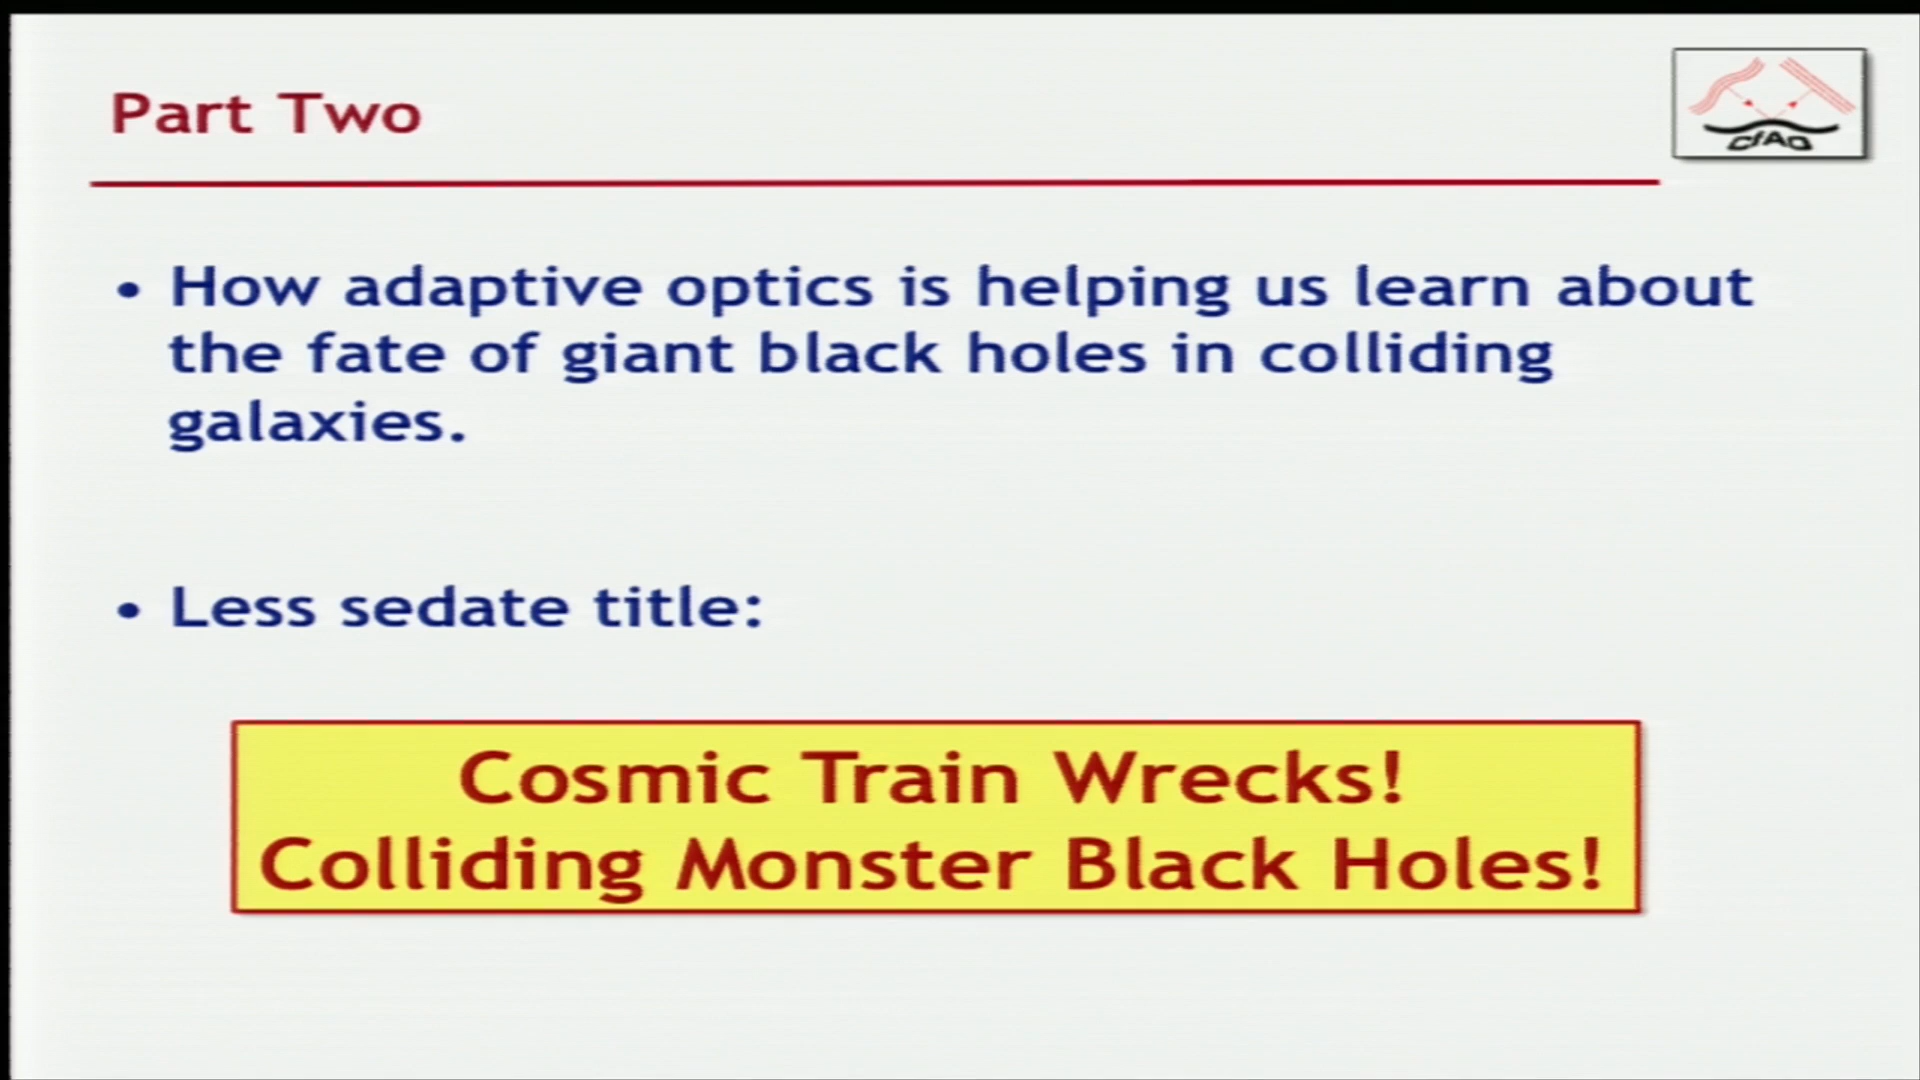 Part Two
CfAO
• How adaptive optics is helping us learn about
the fate of giant black holes in colliding
galaxies.
• Less sedate title:
Cosmic Train Wrecks!
Colliding Monster Black Holes!